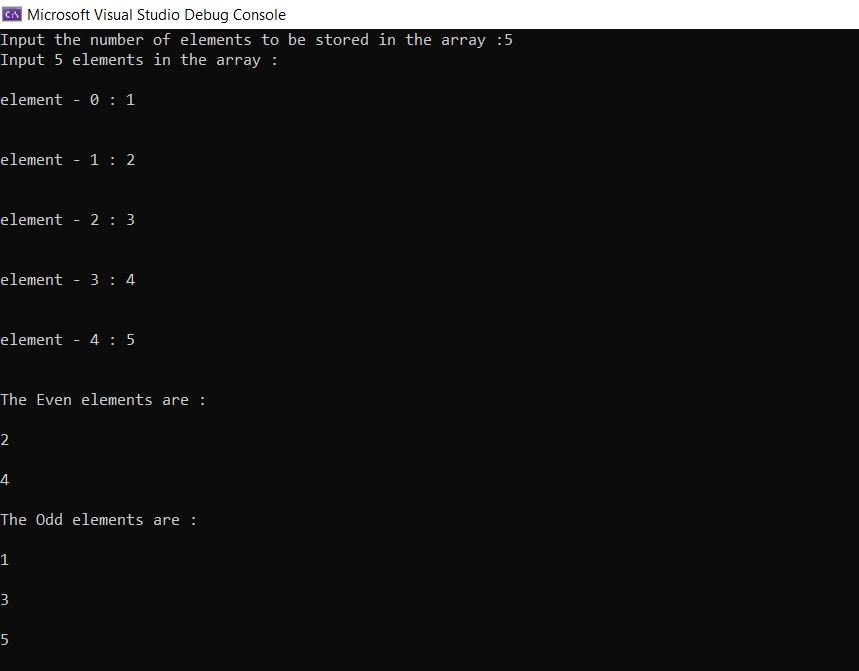 Microsoft Visual Studio Debug Console
Input the number of elements to be stored in the array :5
Input 5 elements in the array :
element - 0 : 1
element - 1 : 2
element - 2 : 3
element - 3 : 4
element - 4 : 5
The Even elements are :
2
4
The Odd elements are :
1
3
5